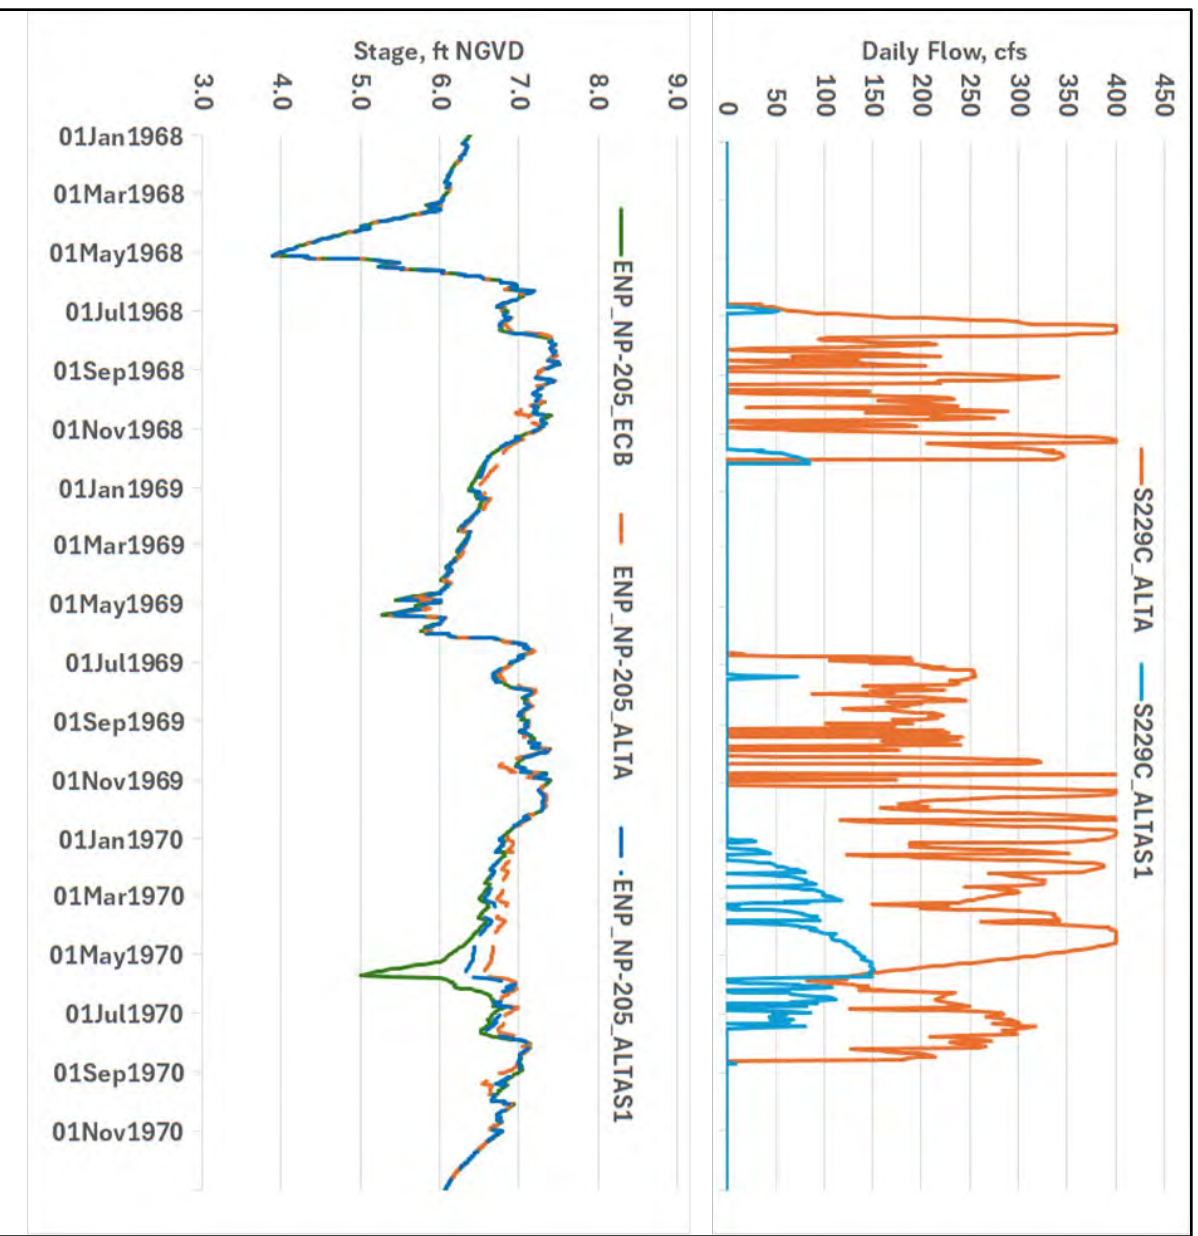 Daily Flow, cfs
450
400
350
300
250
200
150
100
50
0
S229C_ALTA
S229C_ALTAS1
Stage, ft NGVD
9.0
8.0
7.0
6.0
5.0
4.0
3.0
ENP_NP-205_ECB
ENP_NP-205_ALTA
ENP_NP-205_ALTAS1
01Jan1968
01Mar1968
01May1968
01Jul1968
01Sep1968
01Nov1968
01Jan1969
01Mar1969
01May1969
01Jul1969
01Sep1969
01Nov1969
01Jan1970
01Mar1970
01May1970
01Jul1970
01Sep1970
01Nov1970